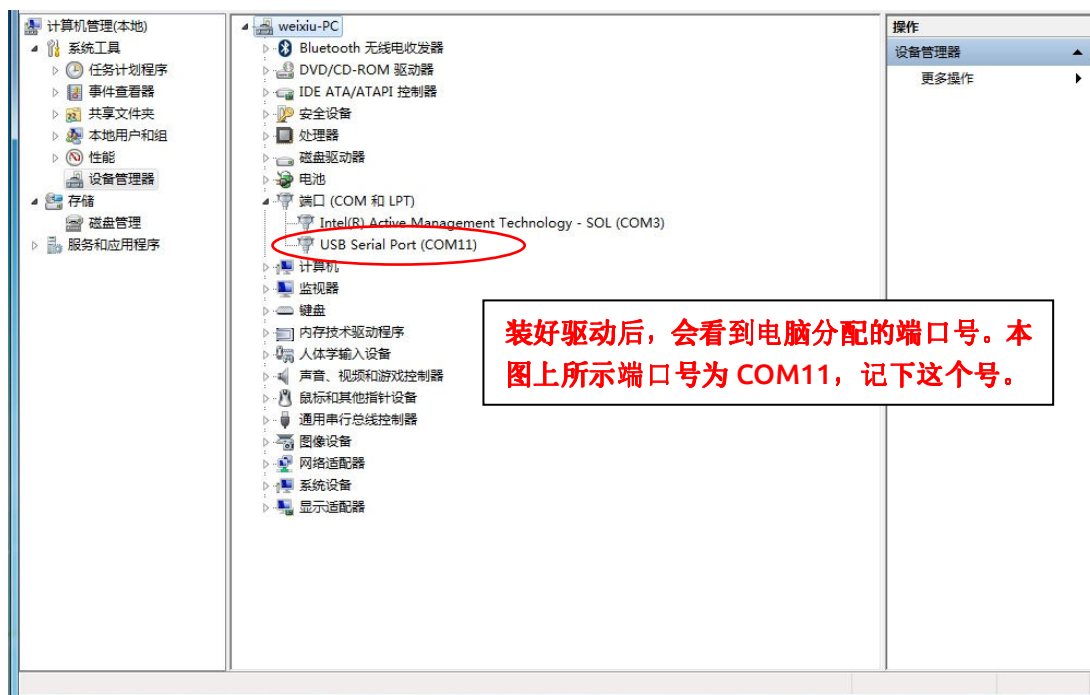 计算机管理(本地)
系统工具
任务计划程序
事件查看器
共享文件夹
本地用户和组
性能
设备管理器
存储
磁盘管理
服务和应用程序
weixiu-PC
Bluetooth 无线电收发器
DVD/CD-ROM 驱动器
IDE ATA/ATAPI 控制器
安全设备
处理器
磁盘驱动器
电池
端口 (COM 和 LPT)
Intel(R) Active Management Technology - SOL (COM3)
USB Serial Port (COM11)
计算机
监视器
键盘
内存技术驱动程序
人体学输入设备
声音、视频和游戏控制器
鼠标和其他指针设备
通用串行总线控制器
图像设备
网络适配器
系统设备
显示适配器
装好驱动后，会看到电脑分配的端口号。本
图上所示端口号为 COM11，记下这个号。
操作
设备管理器
更多操作